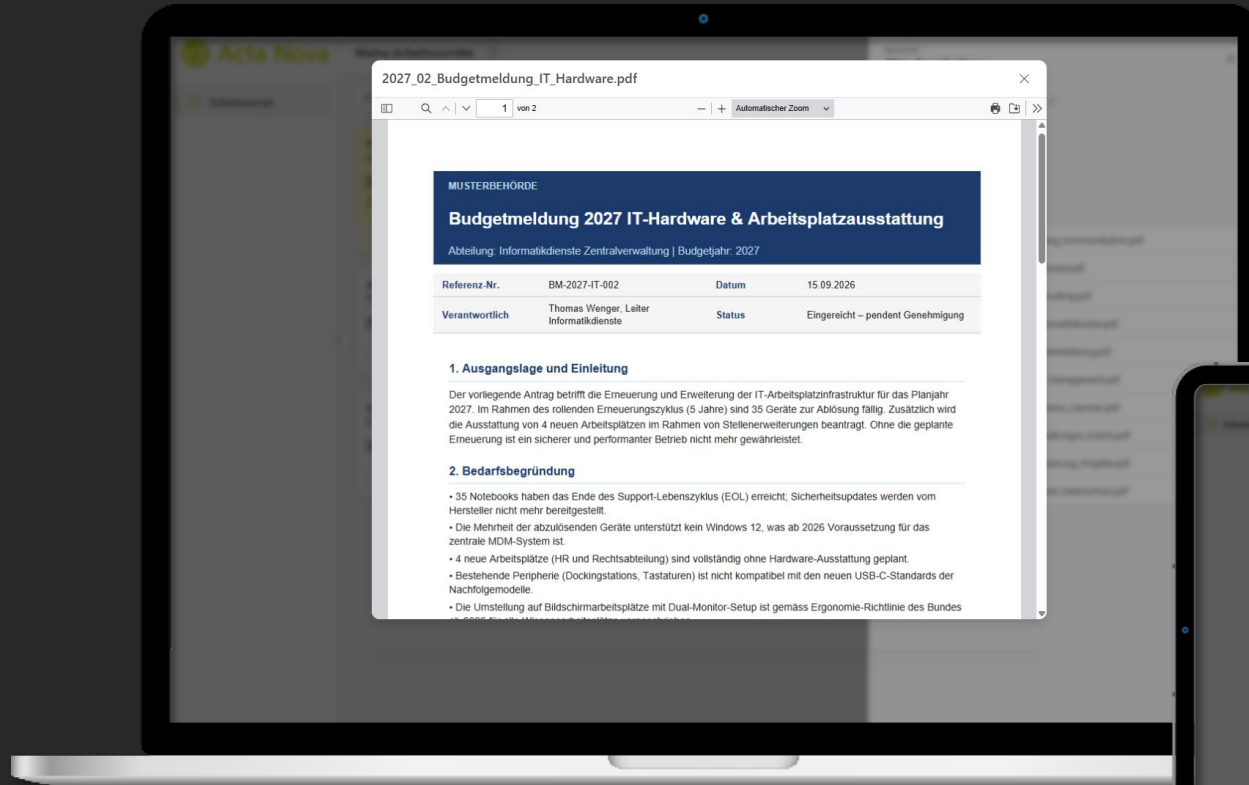 Acta Nova
2027_02_Budgetmeldung_IT_Hardware.pdf
1 von 2
Automatischer Zoom
MUSTERBEHÖRDE
Budgetmeldung 2027 IT-Hardware & Arbeitsplatzausstattung
Abteilung: Informatikdienste Zentralverwaltung | Budgetjahr: 2027
Referenz-Nr. BM-2027-IT-002 Datum 15.09.2026
Verantwortlich Thomas Wenger, Leiter
Informatikdienste Status Eingereicht – pendent Genehmigung
1. Ausgangslage und Einleitung
Der vorliegende Antrag betrifft die Erneuerung und Erweiterung der IT-Arbeitsplatzinfrastruktur für das Planjahr
2027. Im Rahmen des rollenden Erneuerungszyklus (5 Jahre) sind 35 Geräte zur Ablösung fällig. Zusätzlich wird
die Ausstattung von 4 neuen Arbeitsplätzen im Rahmen von Stellenerweiterungen beantragt. Ohne die geplante
Erneuerung ist ein sicherer und performanter Betrieb nicht mehr gewährleistet.
2. Bedarfsbegründung
• 35 Notebooks haben das Ende des Support-Lebenszyklus (EOL) erreicht; Sicherheitsupdates werden vom
Hersteller nicht mehr bereitgestellt.
• Die Mehrheit der abzulösenden Geräte unterstützt kein Windows 12, was ab 2026 Voraussetzung für das
zentrale MDM-System ist.
• 4 neue Arbeitsplätze (HR und Rechtsabteilung) sind vollständig ohne Hardware-Ausstattung geplant.
• Bestehende Peripherie (Dockingstations, Tastaturen) ist nicht kompatibel mit den neuen USB-C-Standards der
Nachfolgemodelle.
• Die Umstellung auf Bildschirmarbeitsplätze mit Dual-Monitor-Setup ist gemäss Ergonomie-Richtlinie des Bundes